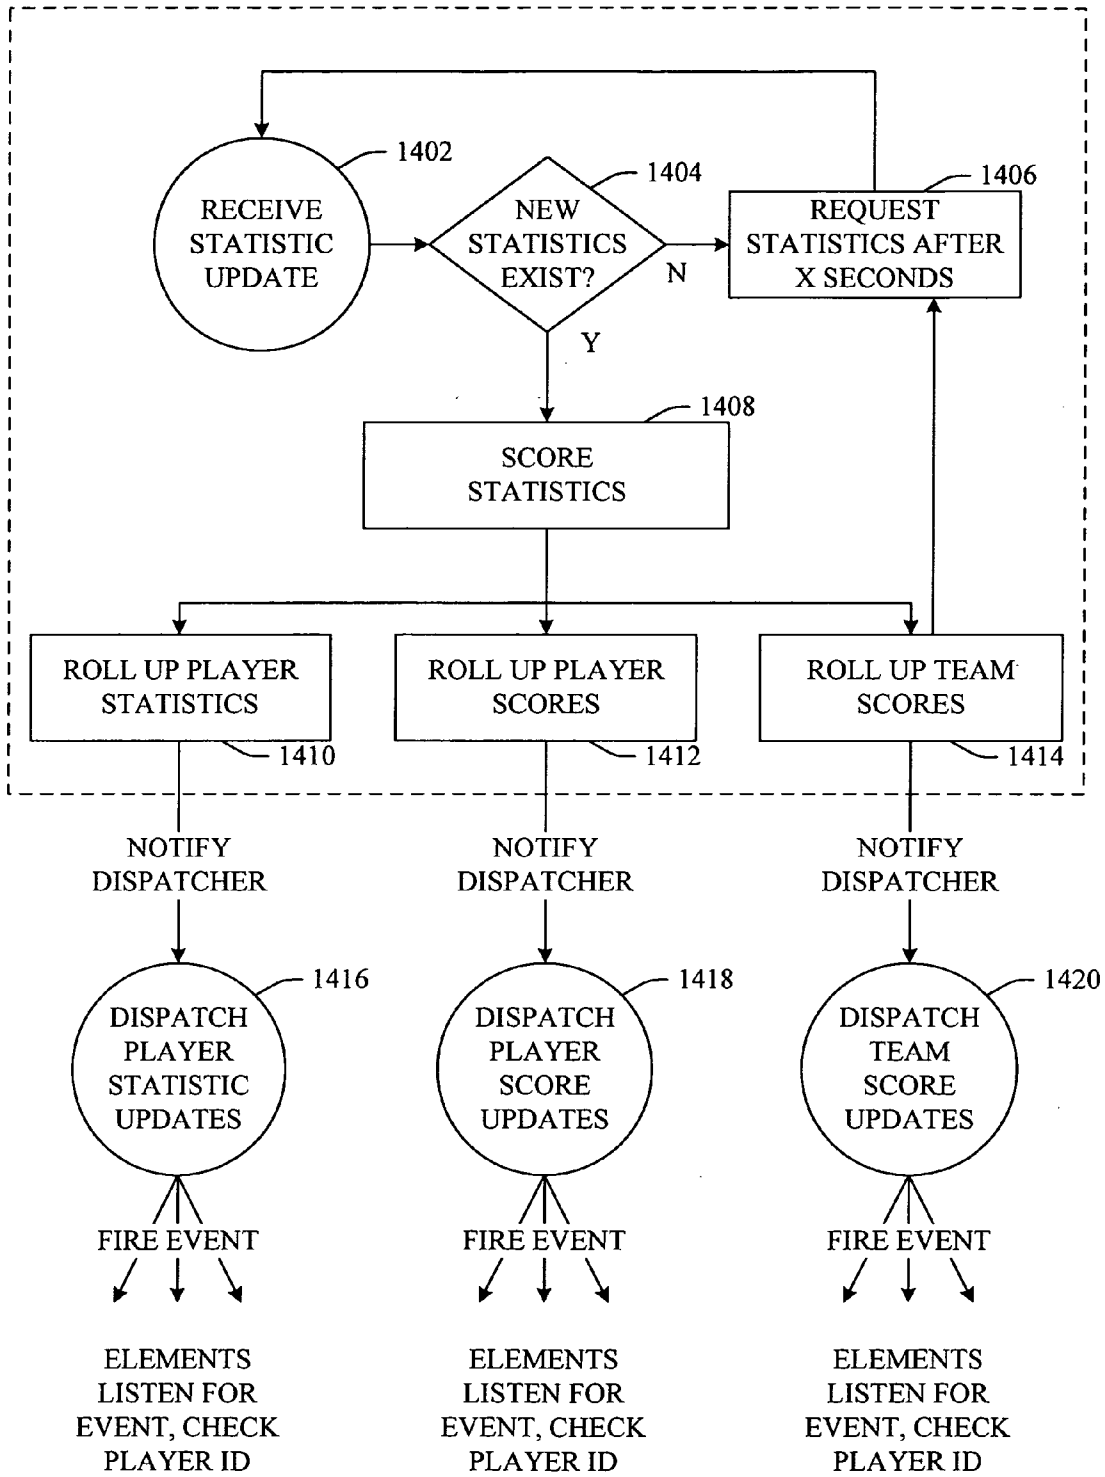 1402
RECEIVE
STATISTIC
UPDATE
1404
NEW
STATISTICS
EXIST?
N
Y
1406
REQUEST
STATISTICS AFTER
X SECONDS
1408
SCORE
STATISTICS
ROLL UP PLAYER
STATISTICS
1410
ROLL UP PLAYER
SCORES
1412
ROLL UP TEAM
SCORES
1414
NOTIFY
DISPATCHER
NOTIFY
DISPATCHER
NOTIFY
DISPATCHER
1416
DISPATCH
PLAYER
STATISTIC
UPDATES
1418
DISPATCH
PLAYER
SCORE
UPDATES
1420
DISPATCH
TEAM
SCORE
UPDATES
FIRE EVENT
FIRE EVENT
FIRE EVENT
ELEMENTS
LISTEN FOR
EVENT, CHECK
PLAYER ID
ELEMENTS
LISTEN FOR
EVENT, CHECK
PLAYER ID
ELEMENTS
LISTEN FOR
EVENT, CHECK
PLAYER ID